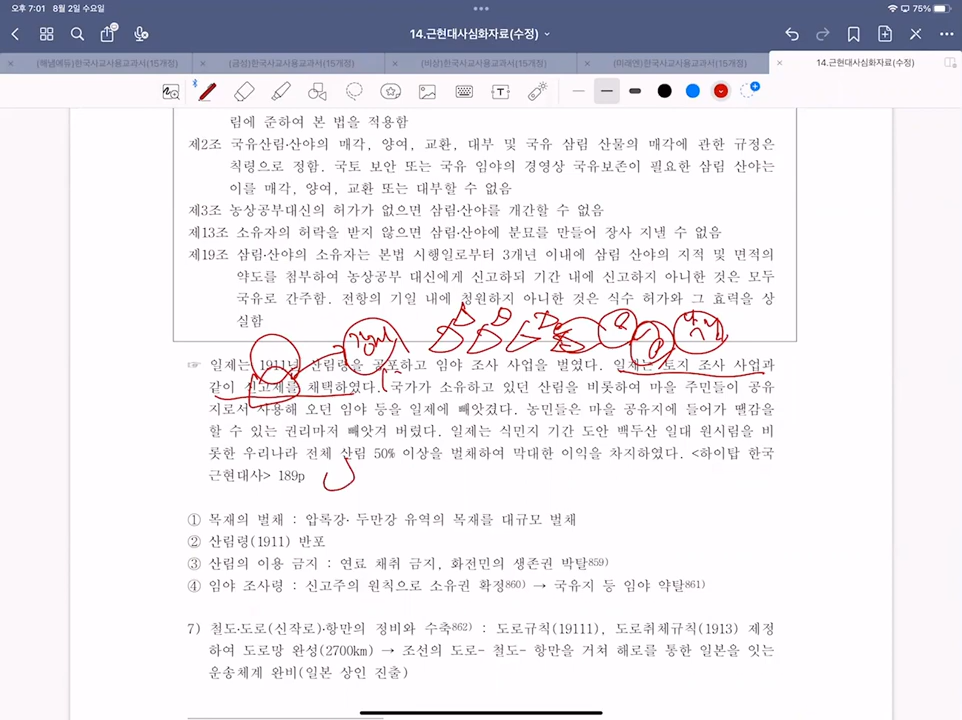 오후 7:01 8월 2일 수요일
75%
14.근현대사심화자료(수정)
(해냄에듀)한국사교사용교과서(15개정)
(금성)한국사교사용교과서(15개정)
(비상)한국사교사용교과서(15개정)
(미래엔)한국사교사용교과서(15개정)
14.근현대사심화자료(수정)
림에 준하여 본 법을 적용함
제2조 국유산림·산야의 매각, 양여, 교환, 대부 및 국유 삼림 산물의 매각에 관한 규정은
칙령으로 정함. 국토 보안 또는 국유 임야의 경영상 국유보존이 필요한 삼림 산야는
이를 매각, 양여, 교환 또는 대부할 수 없음
제3조 농상공부대신의 허가가 없으면 삼림·산야를 개간할 수 없음
제13조 소유자의 허락을 받지 않으면 삼림·산야에 분묘를 만들어 장사 지낼 수 없음
제19조 삼림·산야의 소유자는 본법 시행일로부터 3개년 이내에 삼림 산야의 지적 및 면적의
약도를 첨부하여 농상공부 대신에게 신고하되 기간 내에 신고하지 아니한 것은 모두
국유로 간주함. 전항의 기일 내에 청원하지 아니한 것은 식수 허가와 그 효력을 상
실함
☞ 일제는 1911년 산림령을 공포하고 임야 조사 사업을 벌였다. 일제는 토지 조사 사업과
같이 신고제를 채택하였다. 국가가 소유하고 있던 산림을 비롯하여 마을 주민들이 공유
지로서 사용해 오던 임야 등을 일제에 빼앗겼다. 농민들은 마을 공유지에 들어가 땔감을
할 수 있는 권리마저 빼앗겨 버렸다. 일제는 식민지 기간 도안 백두산 일대 원시림을 비
롯한 우리나라 전체 산림 50% 이상을 벌채하여 막대한 이익을 차지하였다. <하이탑 한국
근현대사> 189p
① 목재의 벌채 : 압록강· 두만강 유역의 목재를 대규모 벌채
② 산림령(1911) 반포
③ 산림의 이용 금지 : 연료 채취 금지, 화전민의 생존권 박탈859)
④ 임야 조사령 : 신고주의 원칙으로 소유권 확정860) → 국유지 등 임야 약탈861)
7) 철도·도로(신작로)·항만의 정비와 수축862) : 도로규칙(19111), 도로취체규칙(1913) 제정
하여 도로망 완성(2700km) → 조선의 도로- 철도- 항만을 거쳐 해로를 통한 일본을 잇는
운송체계 완비(일본 상인 진출)